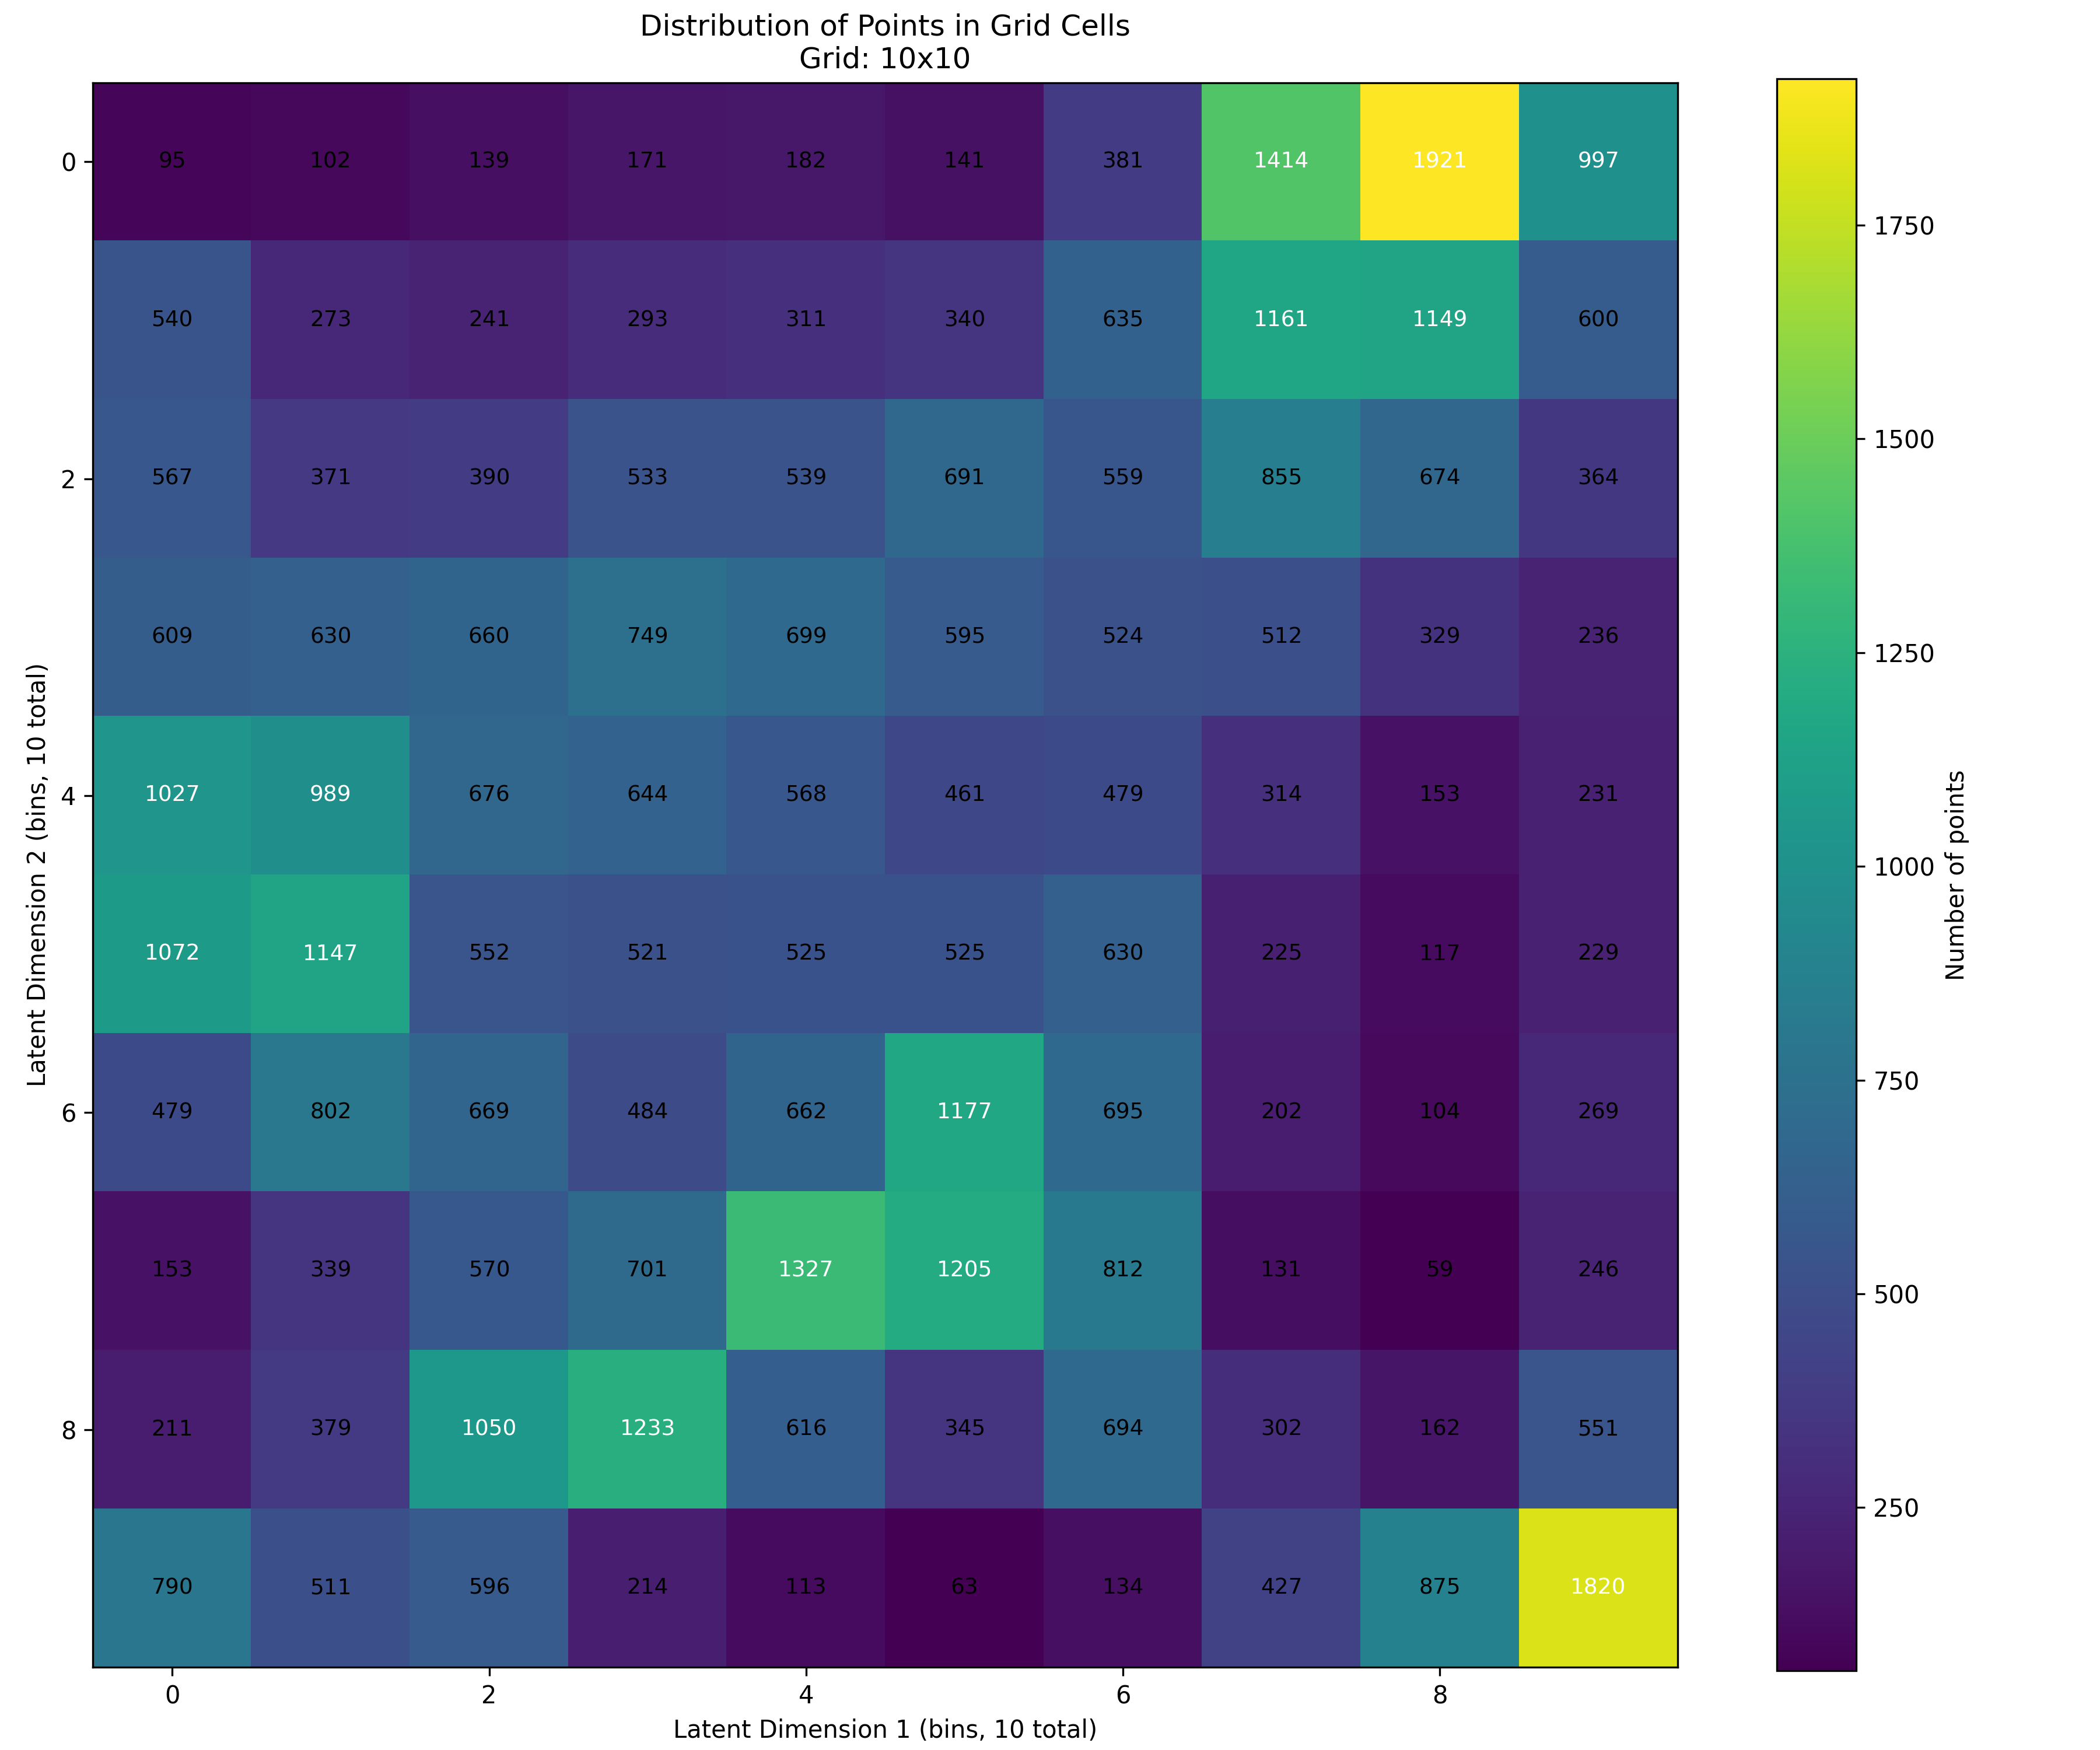 Distribution of Points in Grid Cells
Grid: 10x10
0 95 102 139 171 182 141 381 1414 1921 997
540 273 241 293 311 340 635 1161 1149 600
2 567 371 390 533 539 691 559 855 674 364
609 630 660 749 699 595 524 512 329 236
4 1027 989 676 644 568 461 479 314 153 231
1072 1147 552 521 525 525 630 225 117 229
6 479 802 669 484 662 1177 695 202 104 269
153 339 570 701 1327 1205 812 131 59 246
8 211 379 1050 1233 616 345 694 302 162 551
790 511 596 214 113 63 134 427 875 1820
0 2 4 6 8
Latent Dimension 1 (bins, 10 total)
Latent Dimension 2 (bins, 10 total)
1750
1500
1250
1000
750
500
250
Number of points